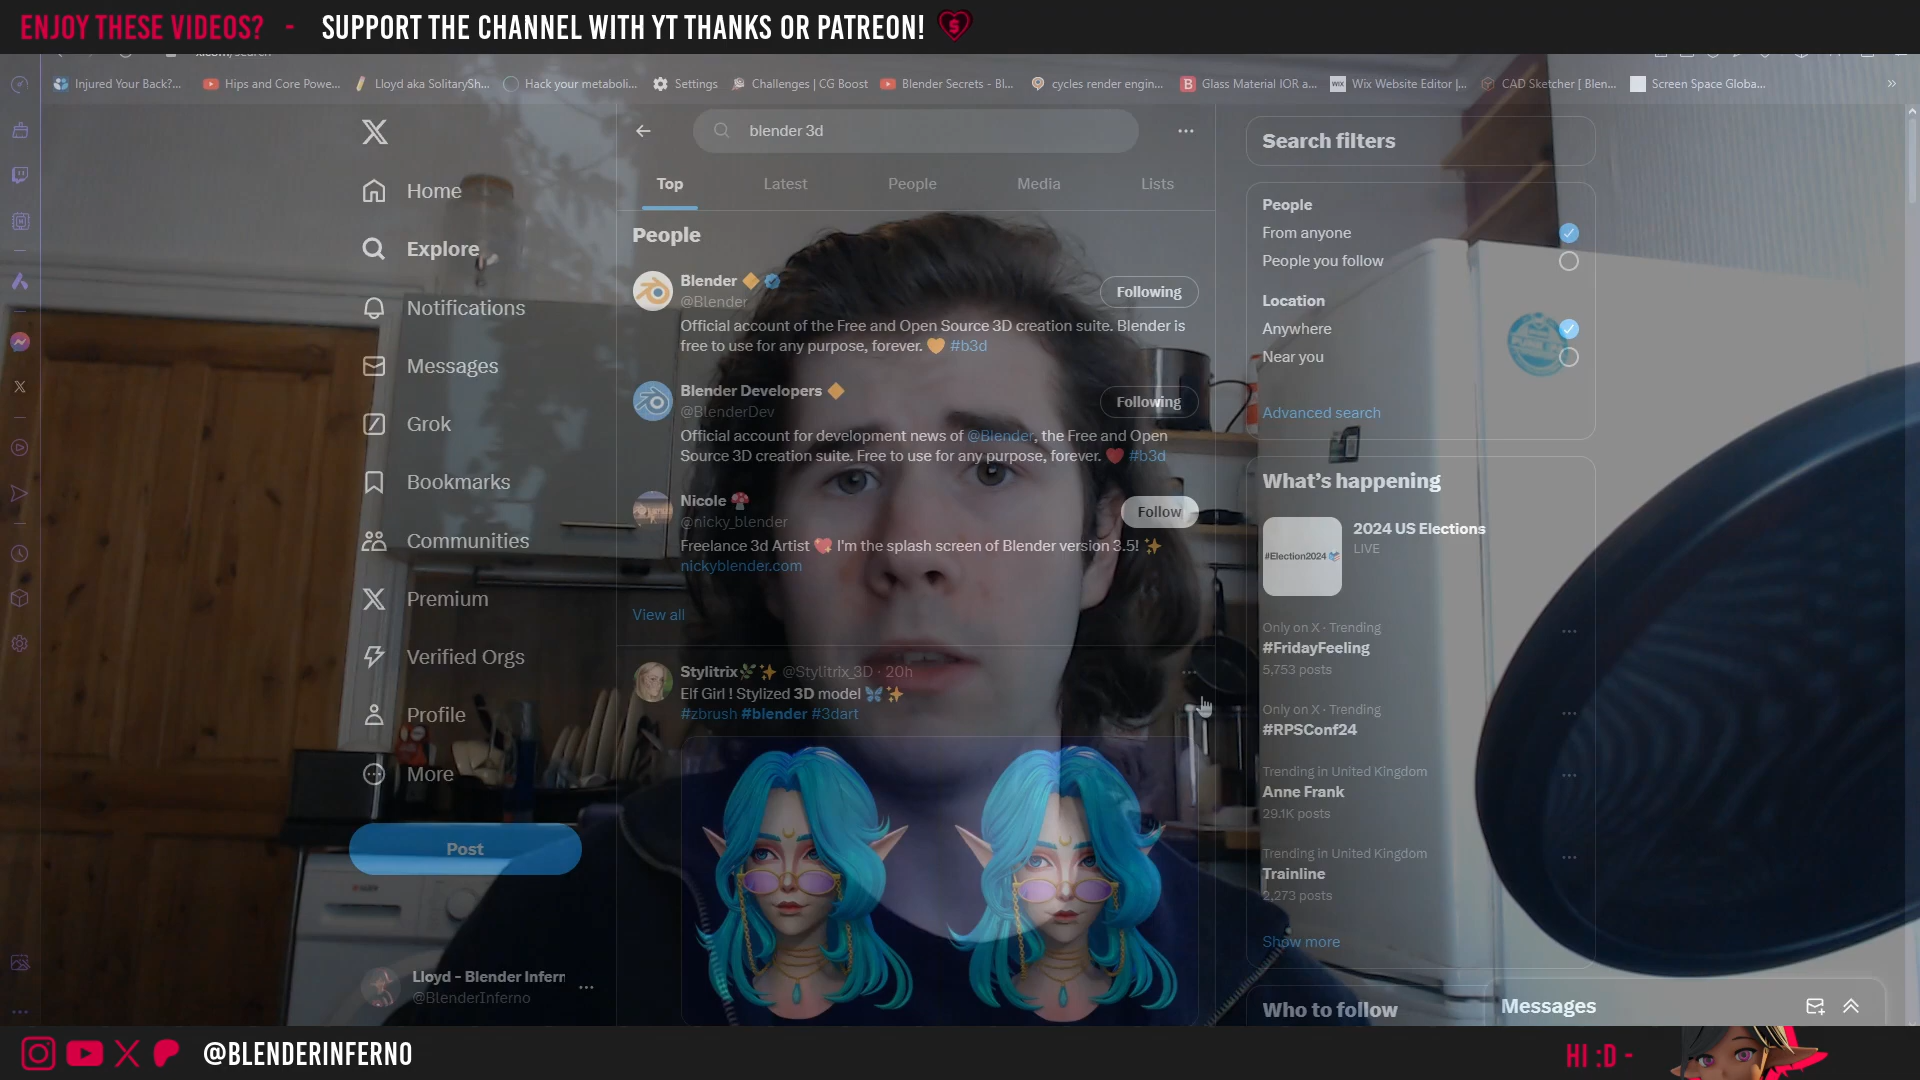 ENJOY THESE VIDEOS? - SUPPORT THE CHANNEL WITH YT THANKS OR PATREON!
Injured Your Back?...
Hips and Core Powe...
Lloyd aka SolitarySh...
Hack your metaboli...
Settings
Challenges | CG Boost
Blender Secrets - Bl...
cycles render engin...
Glass Material IOR a...
Wix Website Editor |...
CAD Sketcher [ Blen...
Screen Space Globa...
Home
Explore
Notifications
Messages
Grok
Bookmarks
Communities
Premium
Verified Orgs
Profile
More
Post
Lloyd - Blender Infern
@BlenderInferno
blender 3d
Top
Latest
People
Media
Lists
People
Blender
@Blender
Following
Official account of the Free and Open Source 3D creation suite. Blender is
free to use for any purpose, forever. 🧡 #b3d
Blender Developers
@BlenderDev
Following
Official account for development news of @Blender, the Free and Open
Source 3D creation suite. Free to use for any purpose, forever. ❤️ #b3d
Nicole 🍄
@nicky_blender
Follow
Freelance 3d Artist 💖 I'm the splash screen of Blender version 3.5! ✨
nickyblender.com
View all
Stylitrix🌿✨ @Stylitrix_3D · 20h
Elf Girl ! Stylized 3D model 🦋✨
#zbrush #blender #3dart
Search filters
People
From anyone
People you follow
Location
Anywhere
Near you
Advanced search
What's happening
#Election2024
2024 US Elections
LIVE
Only on X · Trending
#FridayFeeling
5,753 posts
Only on X · Trending
#RPSConf24
Trending in United Kingdom
Anne Frank
29.1K posts
Trending in United Kingdom
Trainline
2,273 posts
Show more
Who to follow
Messages
@BLENDERINFERNO
HI :D -